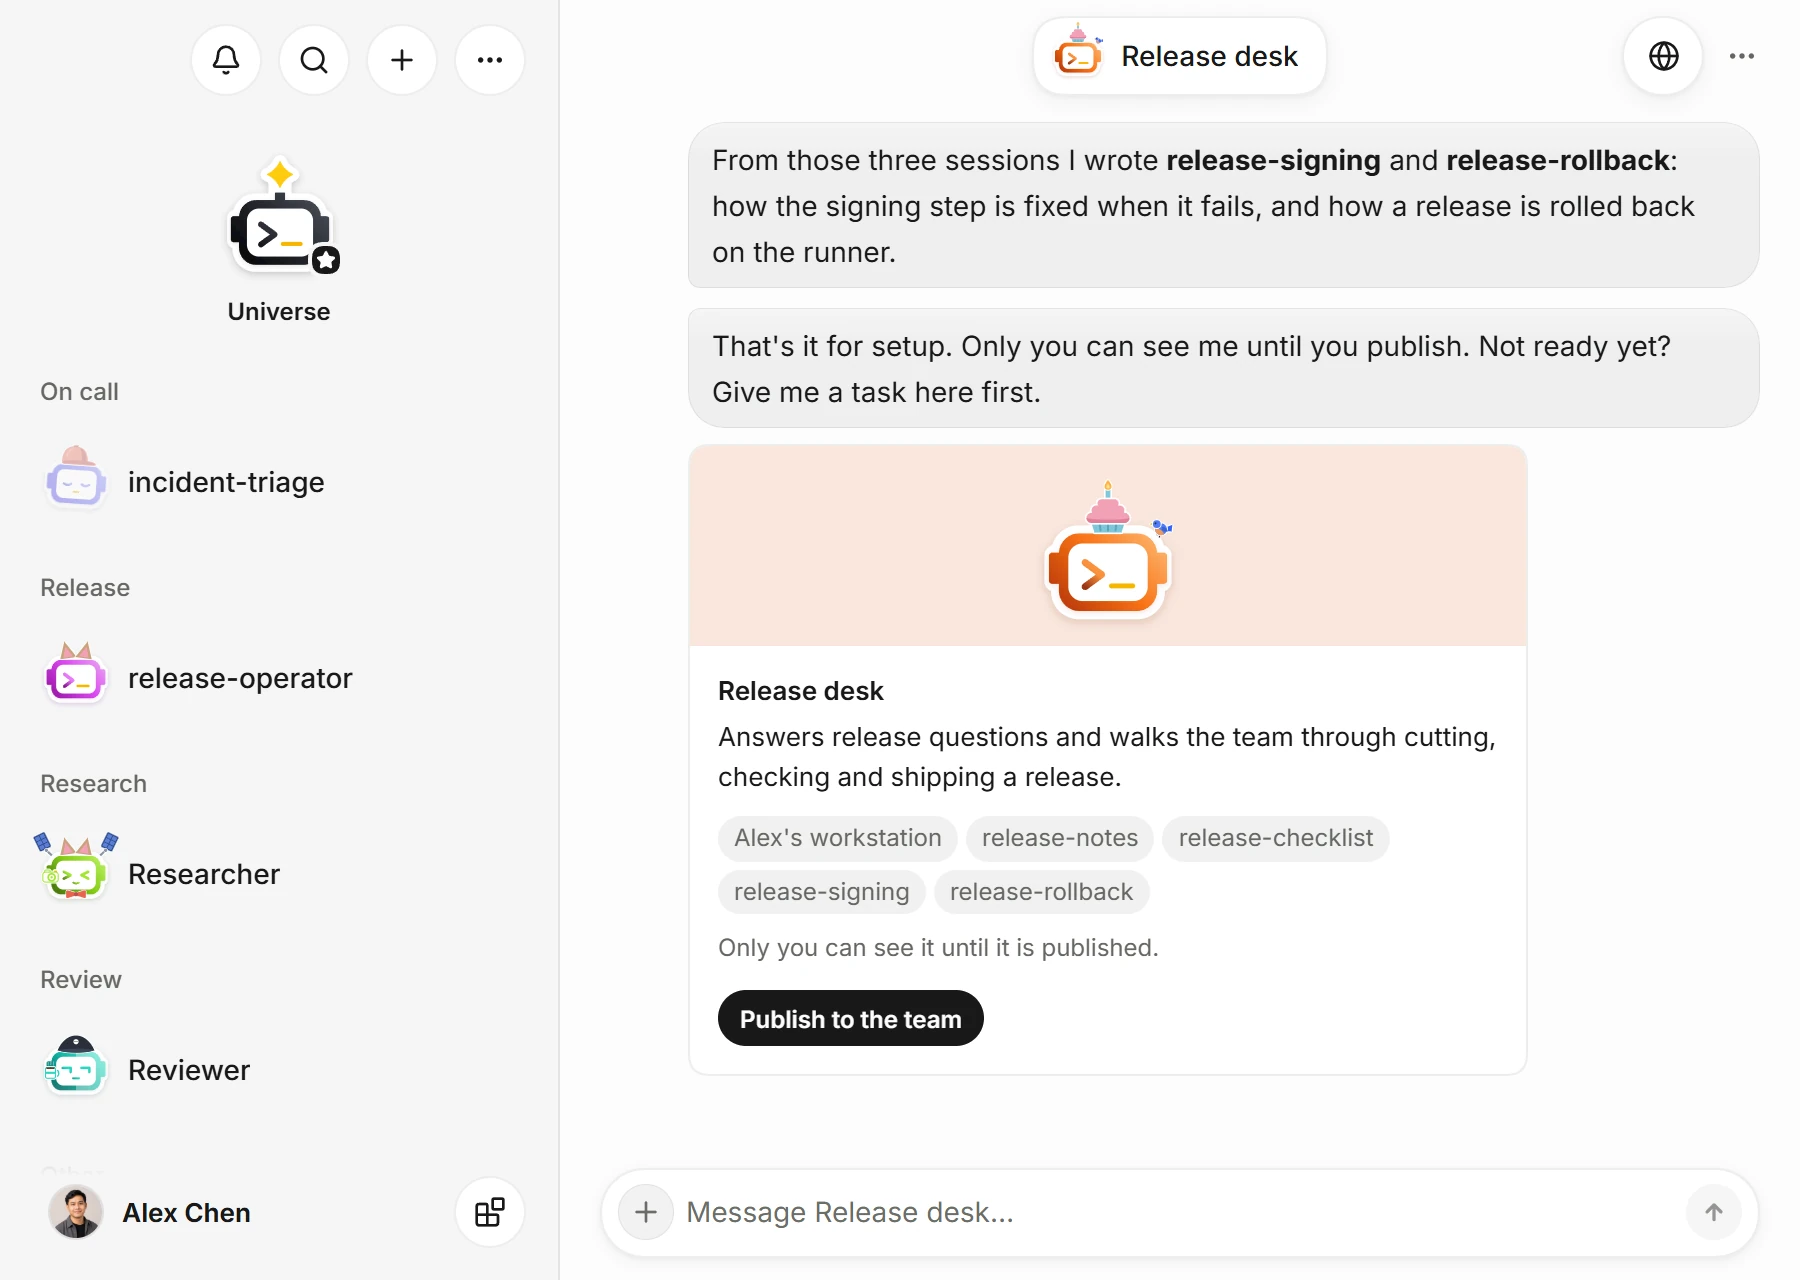 Universe
On call
incident-triage
Release
release-operator
Research
Researcher
Review
Reviewer
Alex Chen
Release desk
From those three sessions I wrote release-signing and release-rollback:
how the signing step is fixed when it fails, and how a release is rolled back
on the runner.
That's it for setup. Only you can see me until you publish. Not ready yet?
Give me a task here first.
Release desk
Answers release questions and walks the team through cutting,
checking and shipping a release.
Alex's workstation release-notes release-checklist
release-signing release-rollback
Only you can see it until it is published.
Publish to the team
Message Release desk...